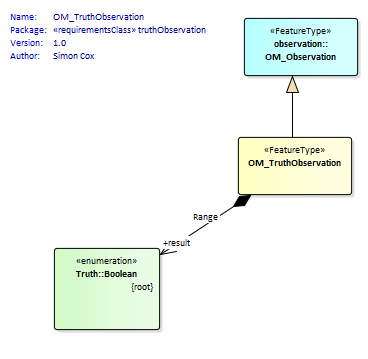 Name: OM_TruthObservation
Package: «requirementsClass» truthObservation
Version: 1.0
Author: Simon Cox
«FeatureType»
observation::
OM_Observation
«FeatureType»
OM_TruthObservation
Range
+result
«enumeration»
Truth::Boolean
{root}